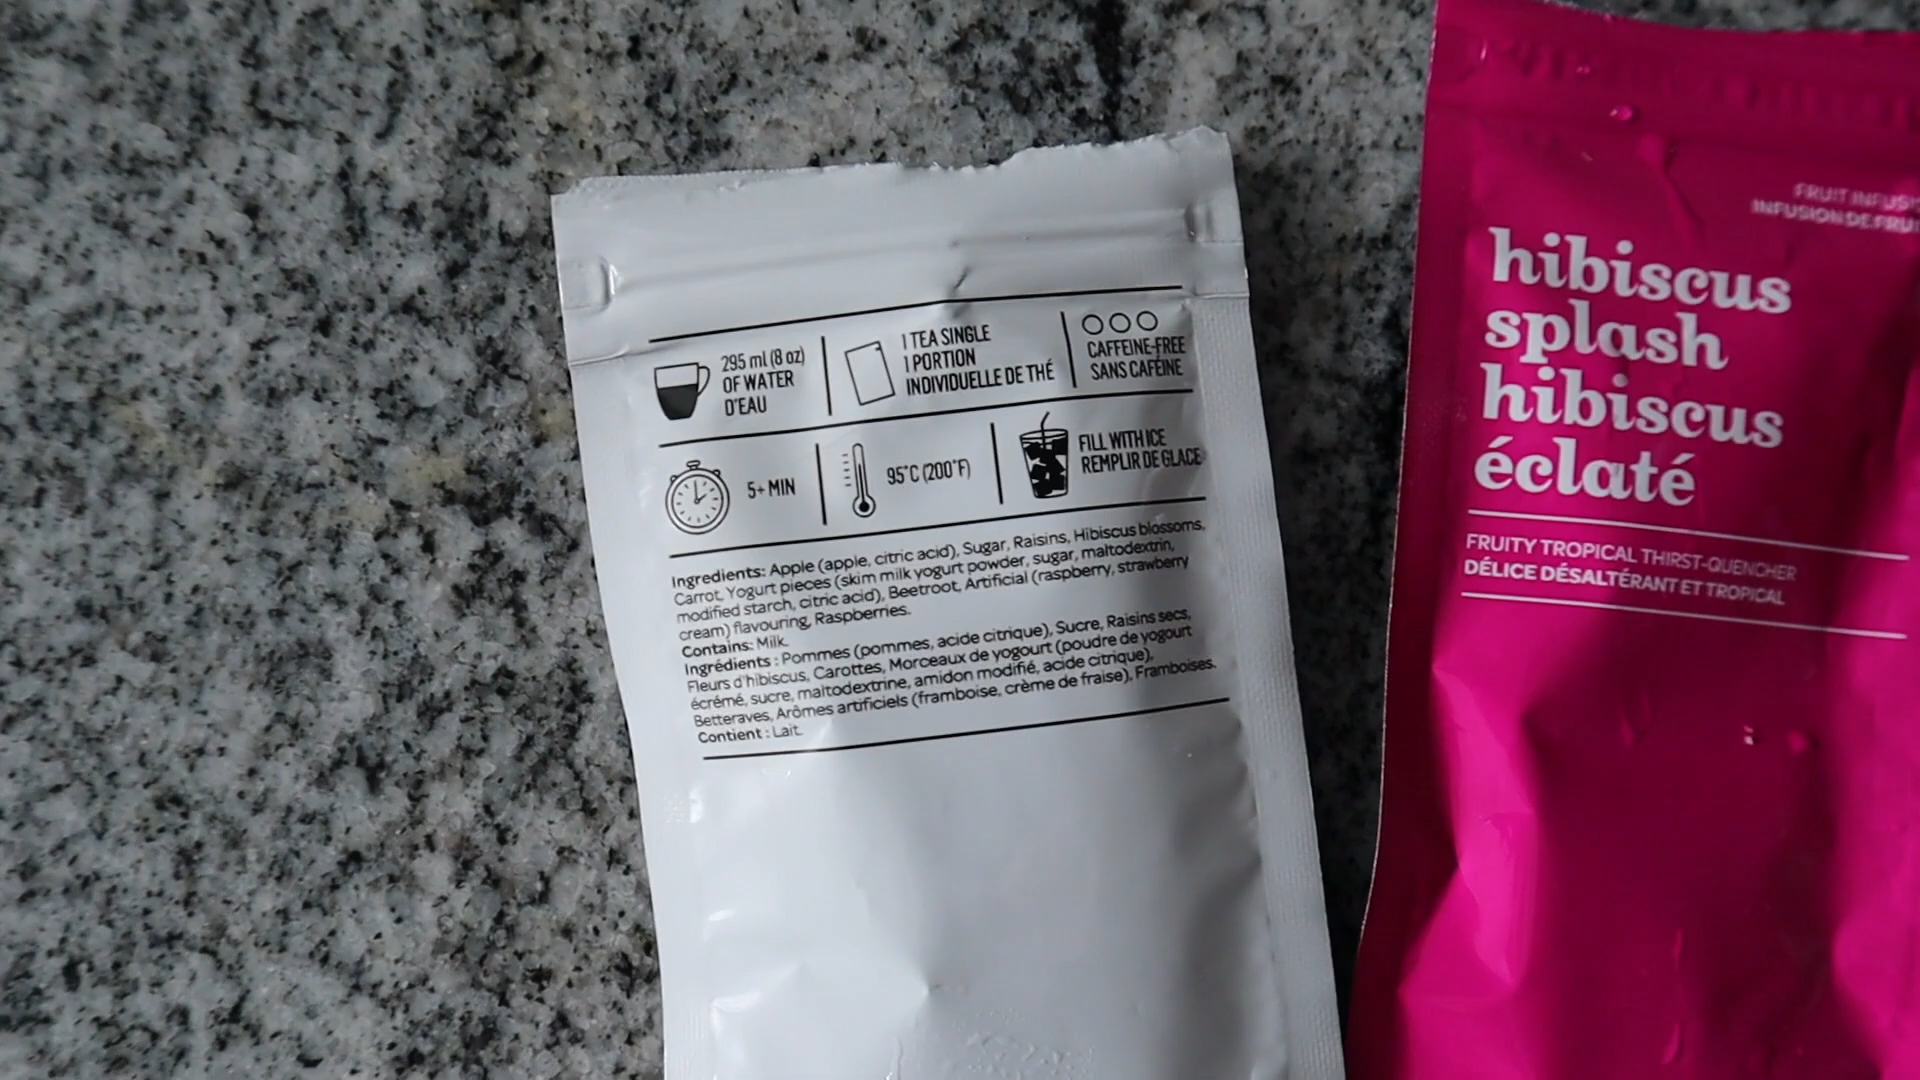 295 ml (8 oz)
OF WATER
D'EAU
1 TEA SINGLE
1 PORTION
INDIVIDUELLE DE THÉ
CAFFEINE-FREE
SANS CAFÉINE
5+ MIN
95°C (200°F)
FILL WITH ICE
REMPLIR DE GLACE
Ingredients: Apple (apple, citric acid), Sugar, Raisins, Hibiscus blossoms,
Carrot, Yogurt pieces (skim milk yogurt powder, sugar, maltodextrin,
modified starch, citric acid), Beetroot, Artificial (raspberry, strawberry
cream) flavouring, Raspberries.
Contains: Milk.
Ingrédients : Pommes (pommes, acide citrique), Sucre, Raisins secs,
Fleurs d'hibiscus, Carottes, Morceaux de yogourt (poudre de yogourt
écrémé, sucre, maltodextrine, amidon modifié, acide citrique),
Betteraves, Arômes artificiels (framboise, crème de fraise), Framboises.
Contient : Lait.
FRUIT
INFUSION DE
hibiscus
splash
hibiscus
éclaté
FRUITY TROPICAL THIRST-QUENCHER
DÉLICE DÉSALTÉRANT ET TROPICAL